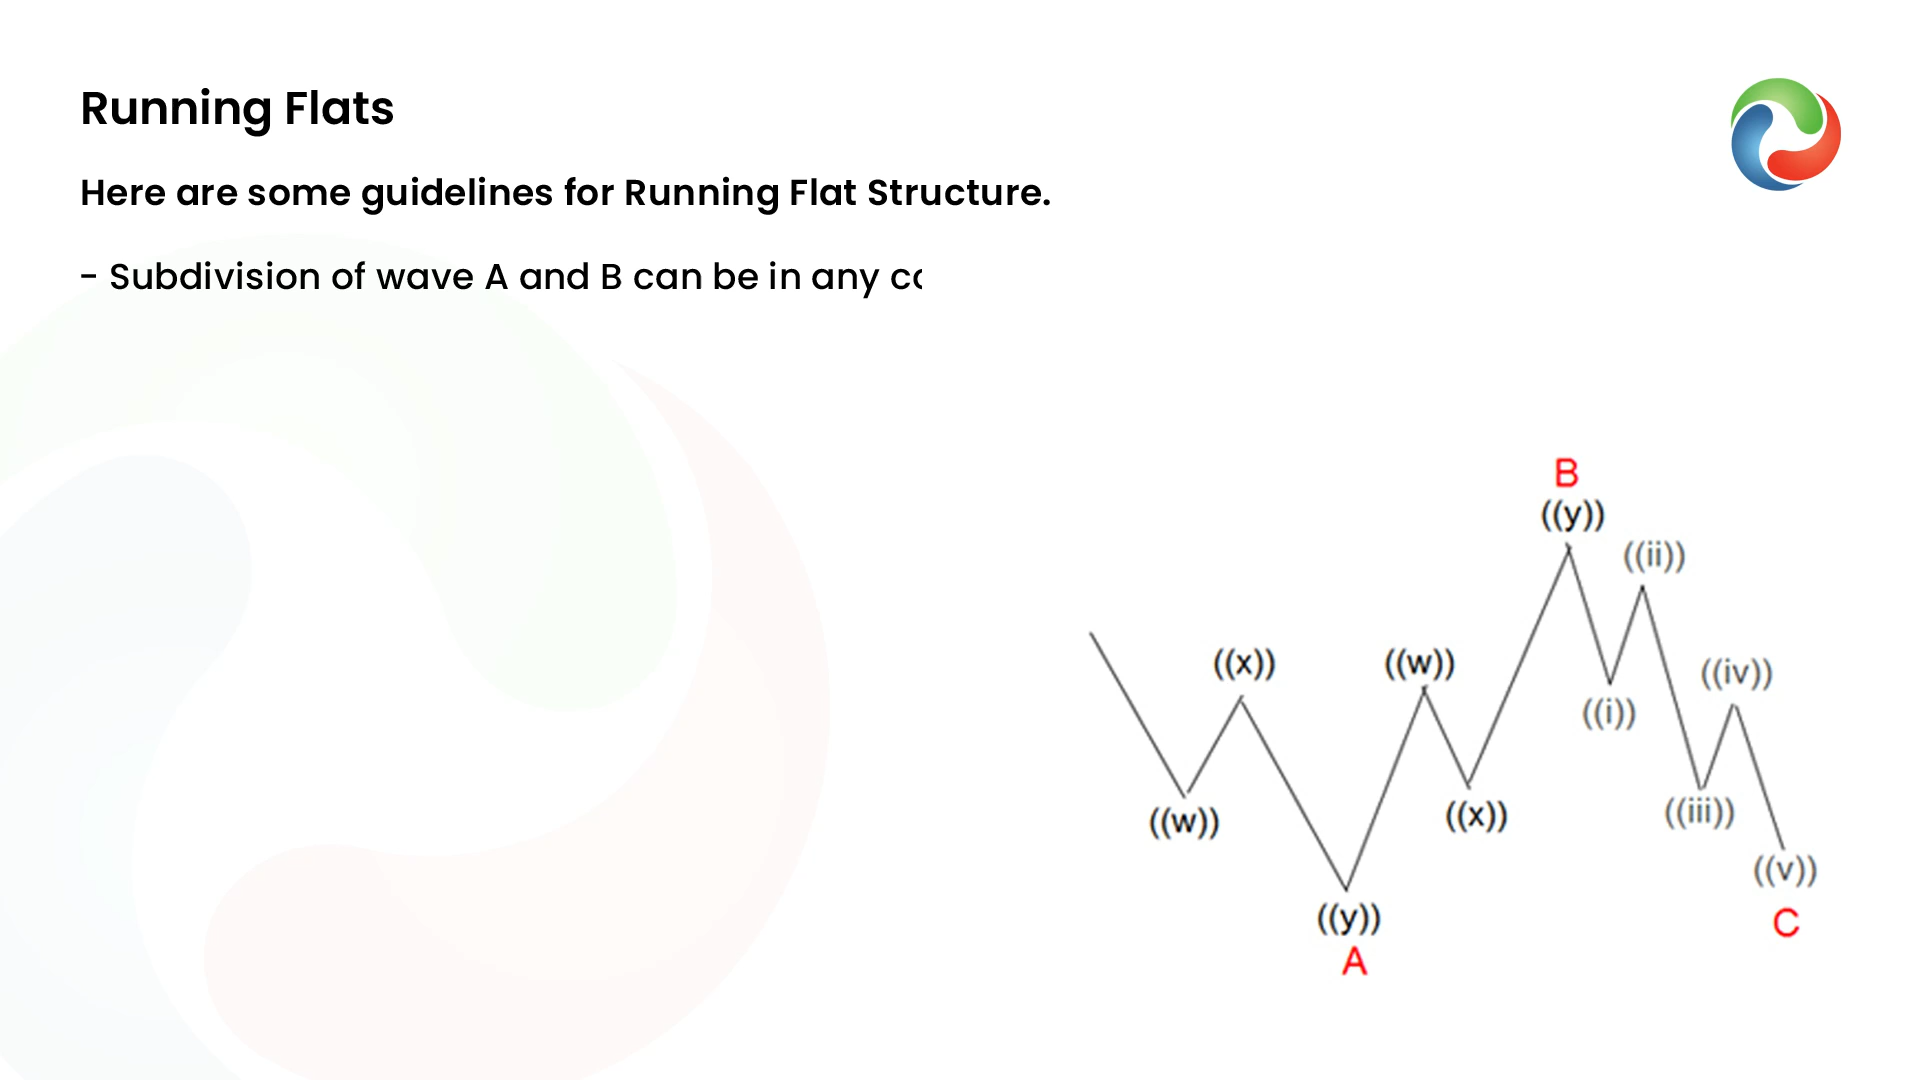 Running Flats
Here are some guidelines for Running Flat Structure.
- Subdivision of wave A and B can be in any
B
((y))
((ii))
((x))
((w))
((iv))
((i))
((w))
((x))
((iii))
((v))
((y))
C
A